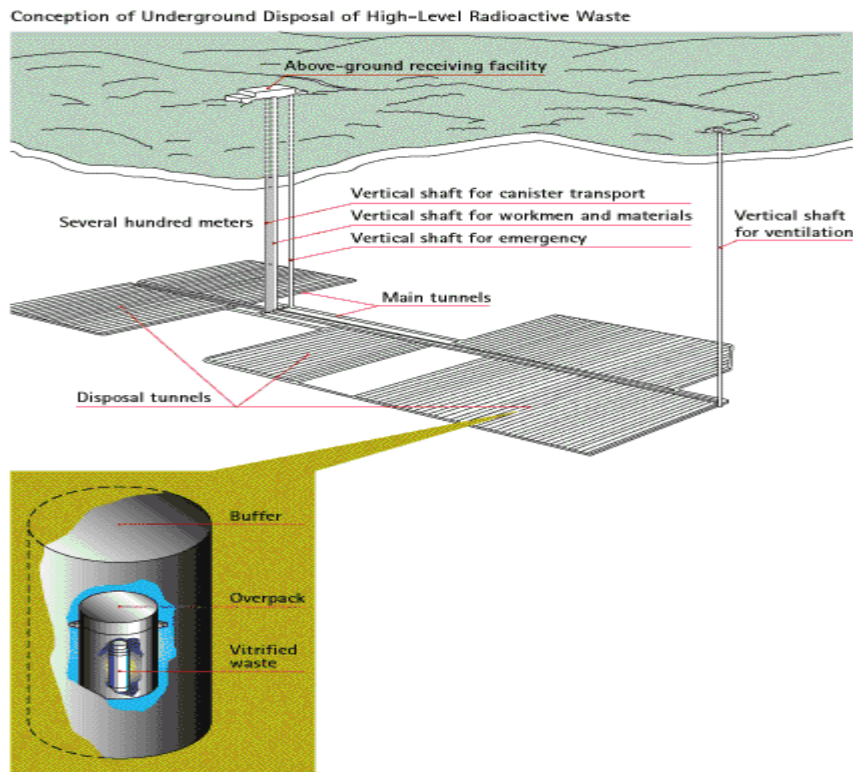 Conception of Underground Disposal of High-Level Radioactive Waste
Above-ground receiving facility
Vertical shaft for canister transport
Several hundred meters
Vertical shaft for workmen and materials
Vertical shaft for emergency
Vertical shaft
for ventilation
Main tunnels
Disposal tunnels
Buffer
Overpack
Vitrified
waste